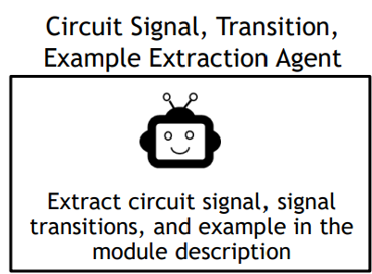 Circuit Signal, Transition,
Example Extraction Agent
Extract circuit signal, signal
transitions, and example in the
module description